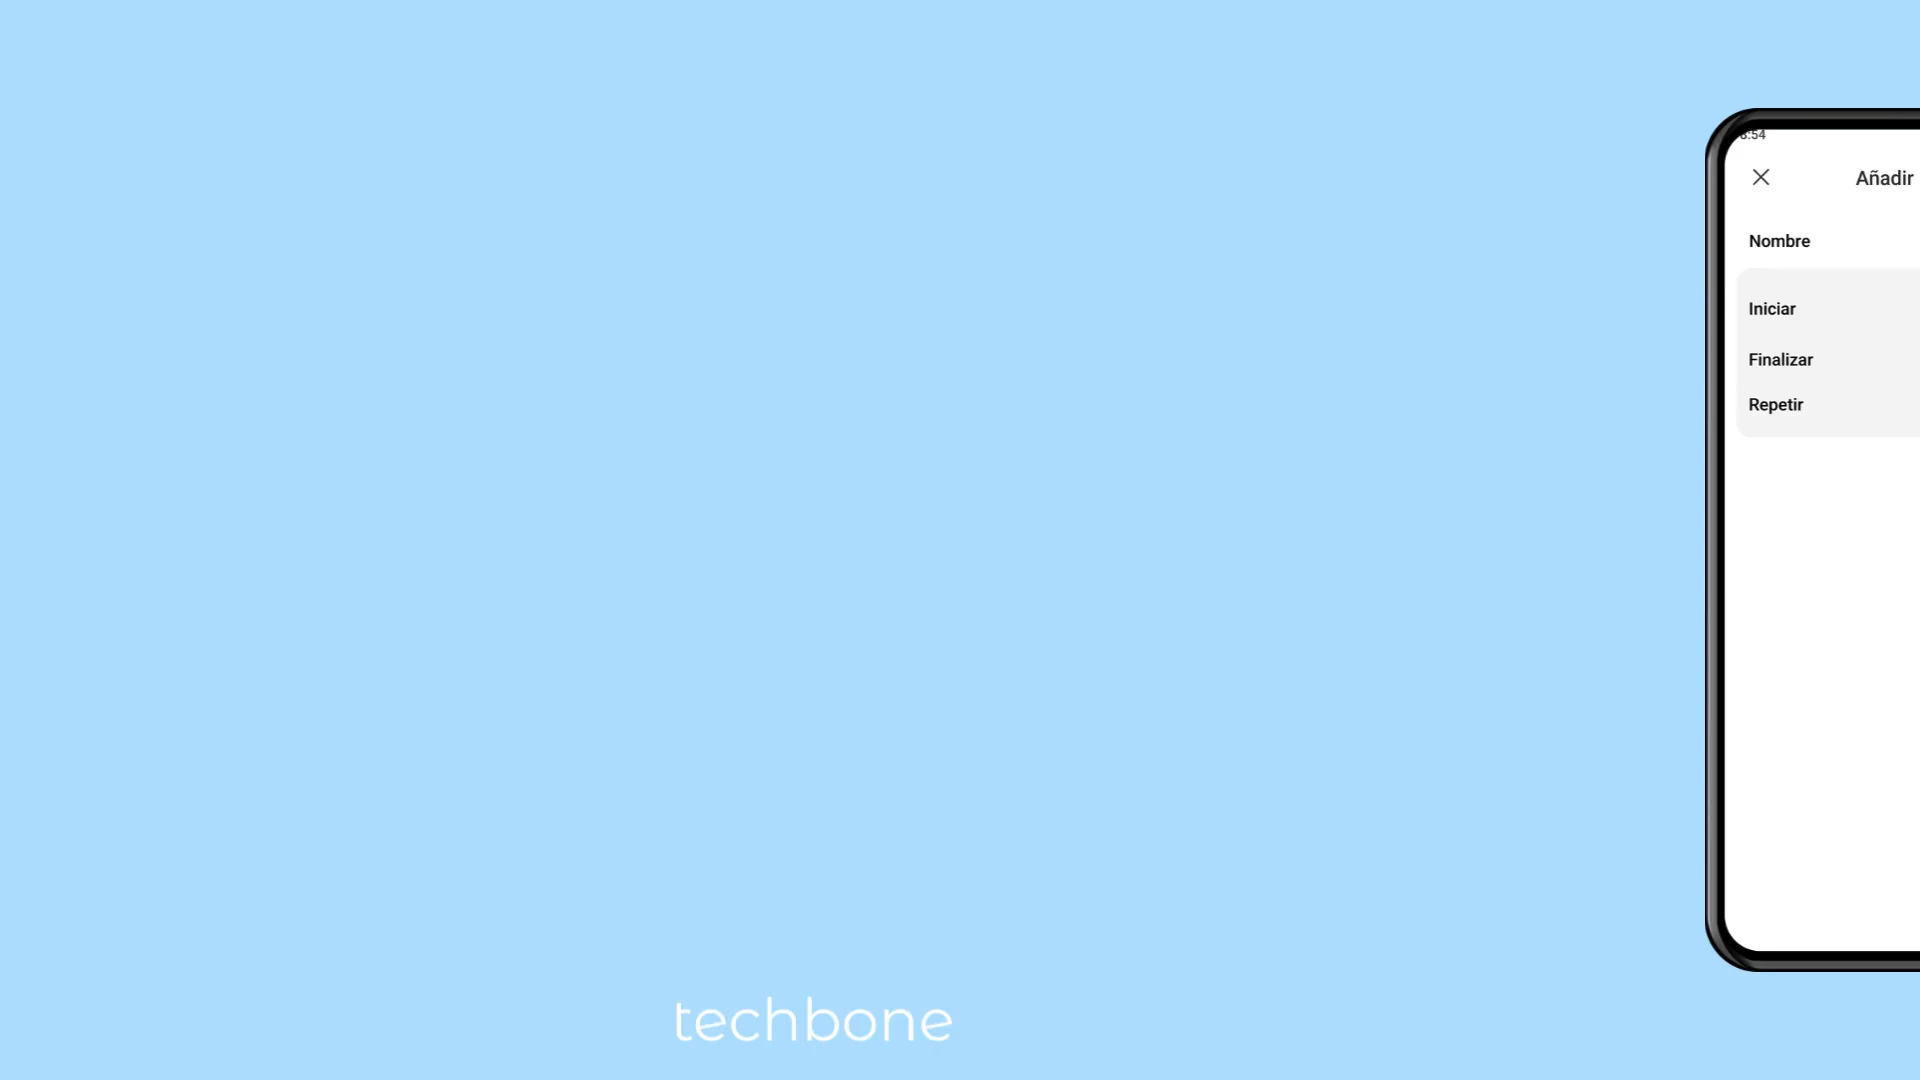 Añadir
Nombre
Iniciar
Finalizar
Repetir
techbone